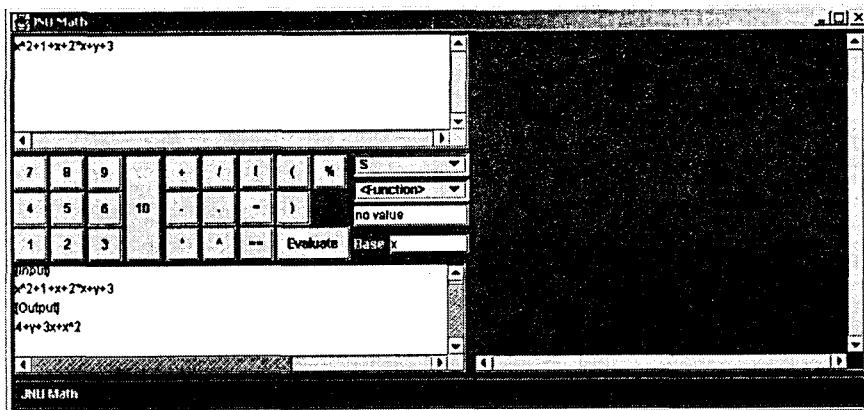 JNU Math
x^2+1+x+2*x+y+3
7 8 9 + / ( % S
<Function>
4 5 6 10 - . = ) no value
1 2 3 * ^ == Evaluate Base x
[Input]
x^2+1+x+2*x+y+3
[Output]
4+y+3x+x^2
JNU Math